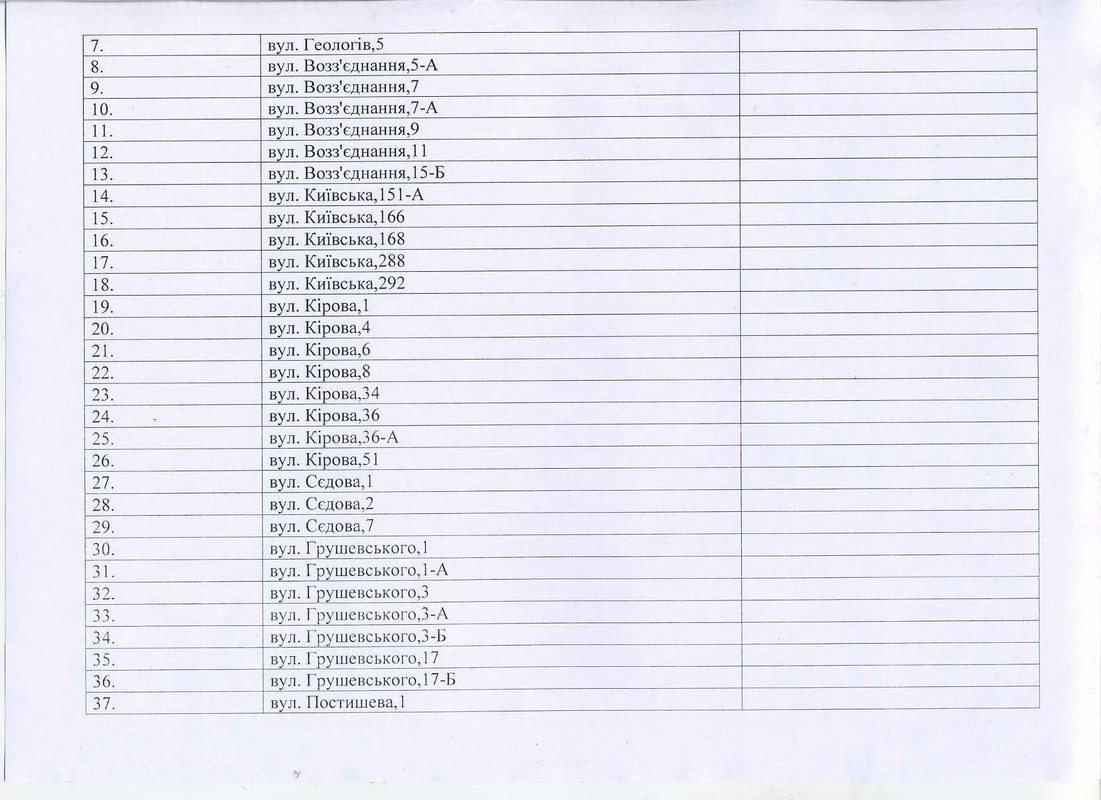 7. вул. Геологів,5
8. вул. Возз'єднання,5-А
9. вул. Возз'єднання,7
10. вул. Возз'єднання,7-А
11. вул. Возз'єднання,9
12. вул. Возз'єднання,11
13. вул. Возз'єднання,15-Б
14. вул. Київська,151-А
15. вул. Київська,166
16. вул. Київська,168
17. вул. Київська,288
18. вул. Київська,292
19. вул. Кірова,1
20. вул. Кірова,4
21. вул. Кірова,6
22. вул. Кірова,8
23. вул. Кірова,34
24. вул. Кірова,36
25. вул. Кірова,36-А
26. вул. Кірова,51
27. вул. Сєдова,1
28. вул. Сєдова,2
29. вул. Сєдова,7
30. вул. Грушевського,1
31. вул. Грушевського,1-А
32. вул. Грушевського,3
33. вул. Грушевського,3-А
34. вул. Грушевського,3-Б
35. вул. Грушевського,17
36. вул. Грушевського,17-Б
37. вул. Постишева,1